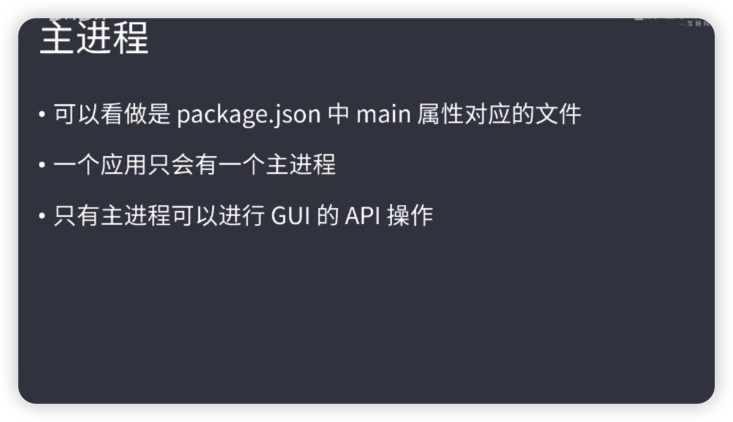 主进程
• 可以看做是 package.json 中 main 属性对应的文件
• 一个应用只会有一个主进程
• 只有主进程可以进行 GUI 的 API 操作